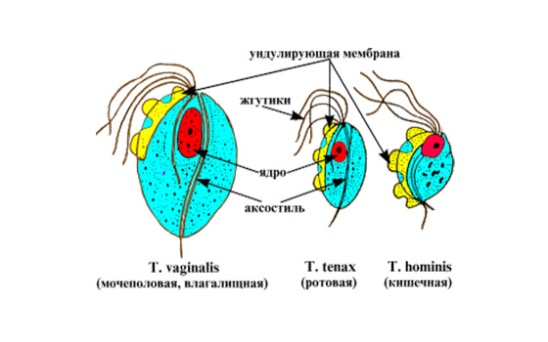 ундулирующая мембрана
жгутики
ядро
аксостиль
T. vaginalis
(мочеполовая, влагалищная)
T. tenax
(ротовая)
T. hominis
(кишечная)